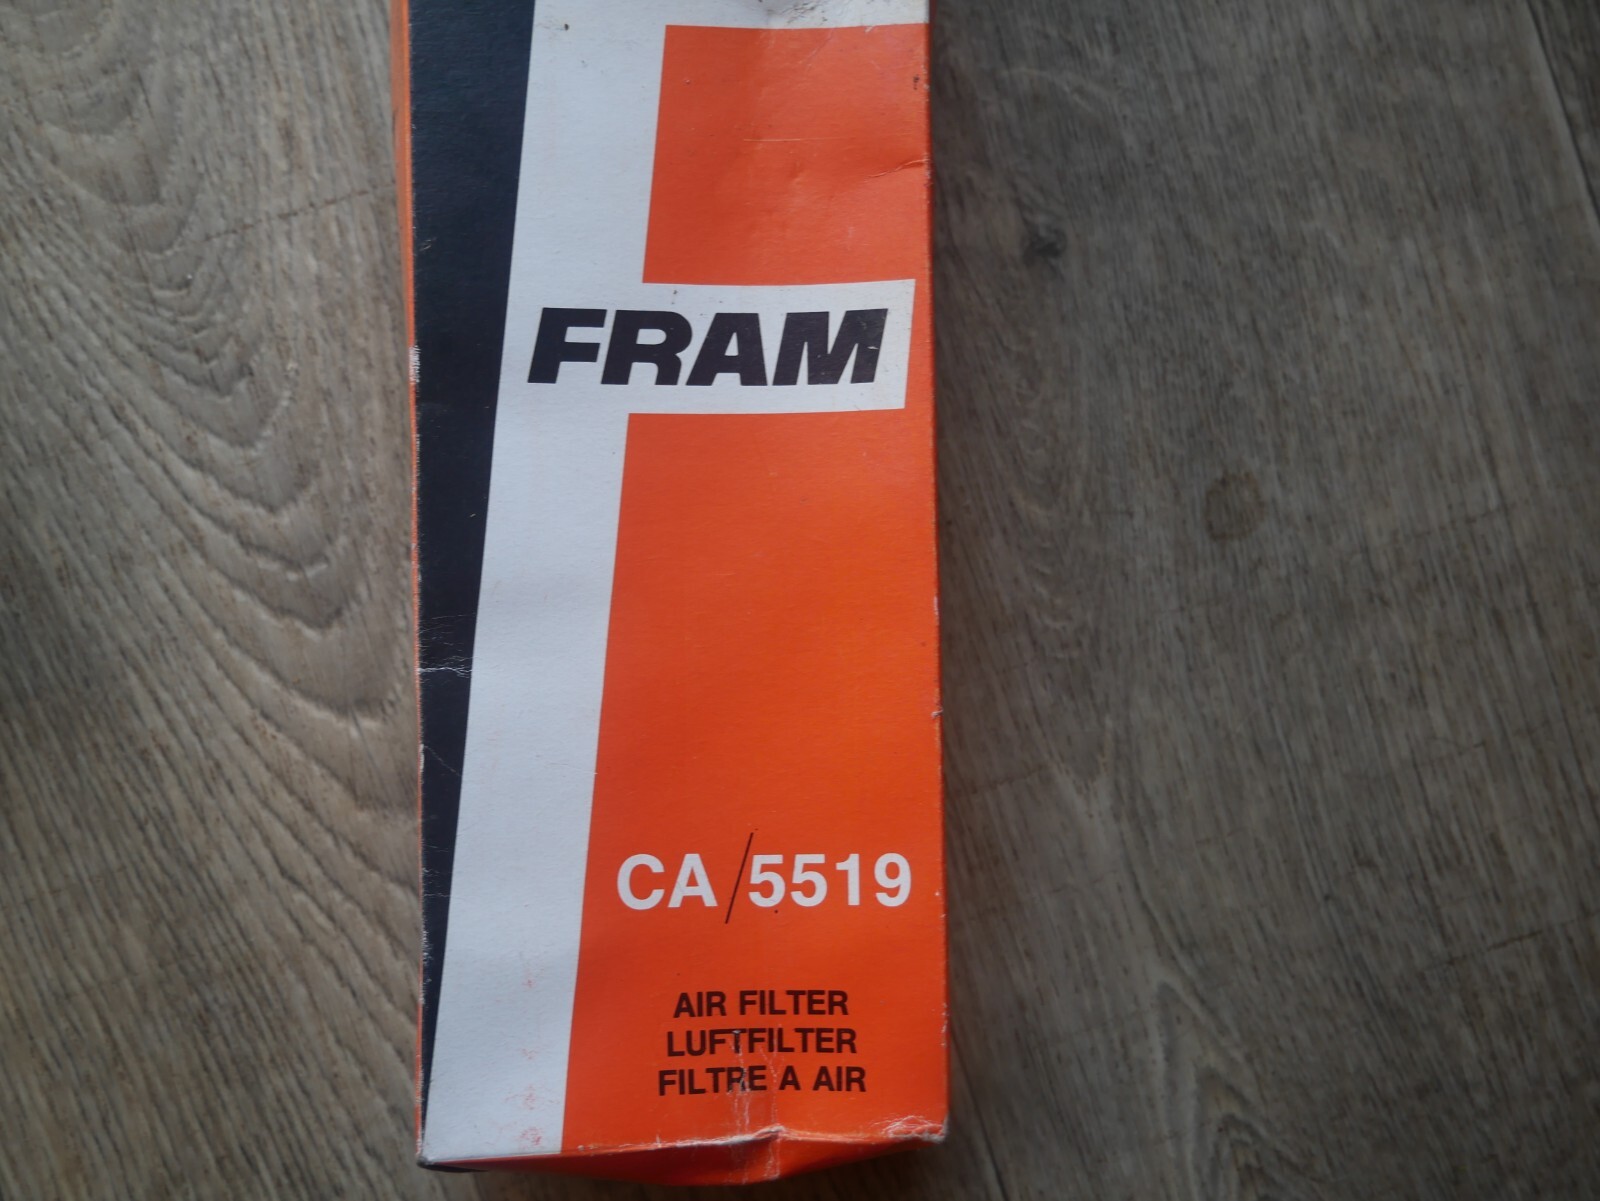 FRAM
CA/5519
AIR FILTER
LUFTFILTER
FILTRE A AIR